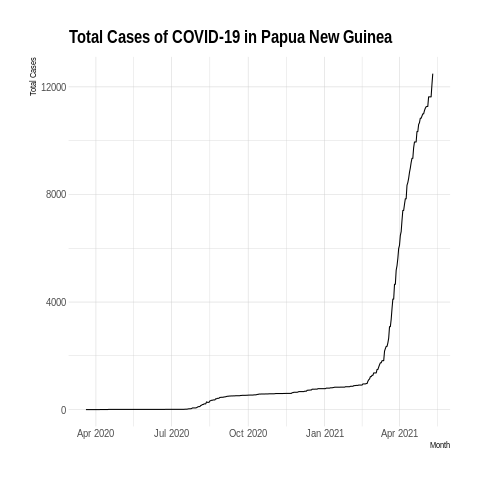 Total Cases of COVID-19 in Papua New Guinea
Total Cases
12000
8000
4000
0
Apr 2020 Jul 2020 Oct 2020 Jan 2021 Apr 2021
Month